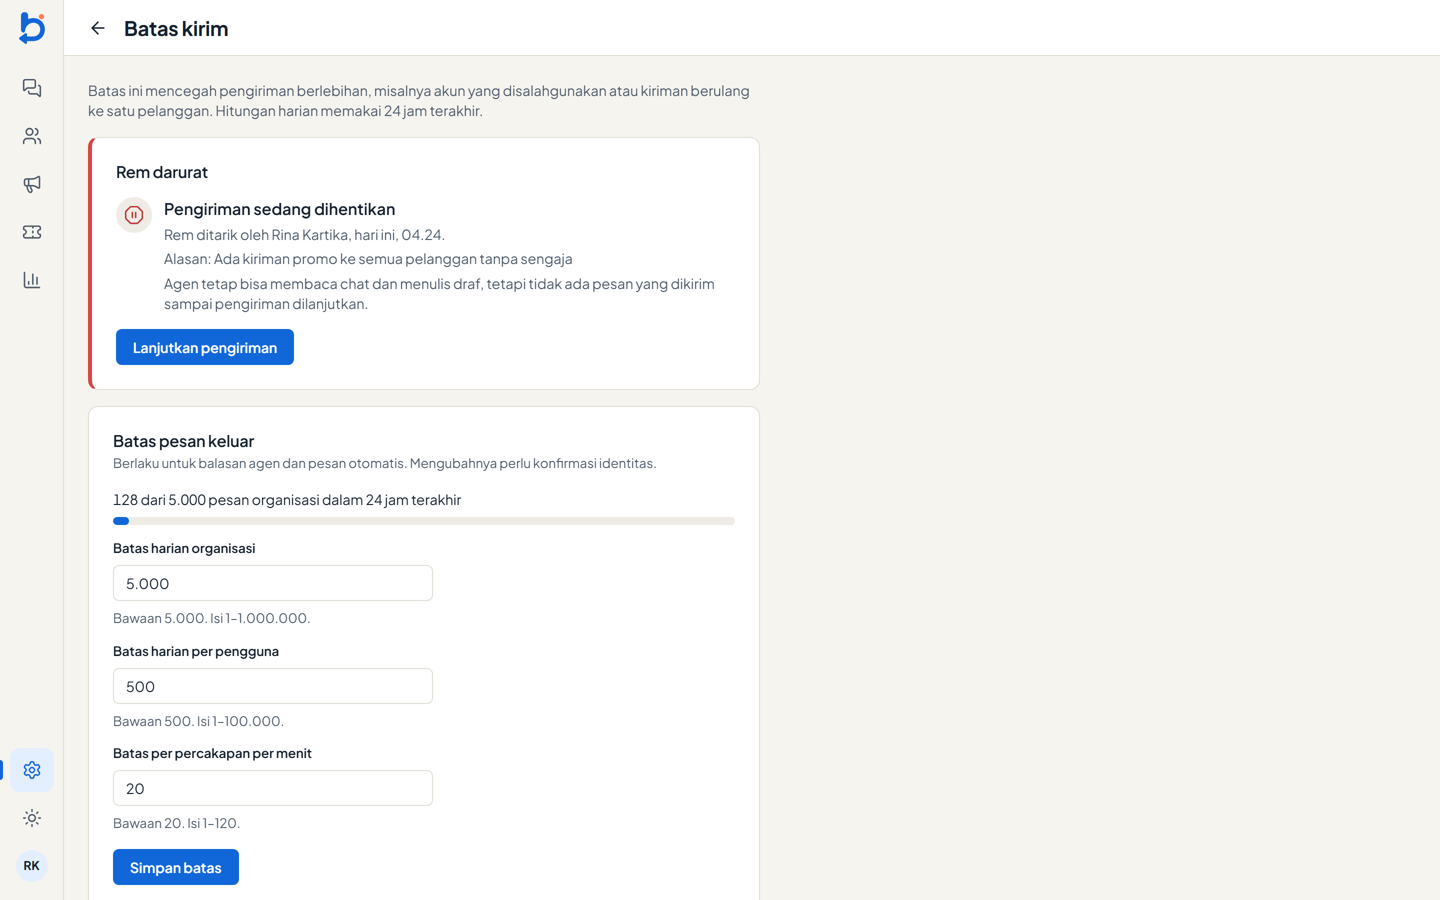 Batas kirim
Batas ini mencegah pengiriman berlebihan, misalnya akun yang disalahgunakan atau kiriman berulang
ke satu pelanggan. Hitungan harian memakai 24 jam terakhir.
Rem darurat
Pengiriman sedang dihentikan
Rem ditarik oleh Rina Kartika, hari ini, 04.24.
Alasan: Ada kiriman promo ke semua pelanggan tanpa sengaja
Agen tetap bisa membaca chat dan menulis draf, tetapi tidak ada pesan yang dikirim
sampai pengiriman dilanjutkan.
Lanjutkan pengiriman
Batas pesan keluar
Berlaku untuk balasan agen dan pesan otomatis. Mengubahnya perlu konfirmasi identitas.
128 dari 5.000 pesan organisasi dalam 24 jam terakhir
Batas harian organisasi
5.000
Bawaan 5.000. Isi 1–1.000.000.
Batas harian per pengguna
500
Bawaan 500. Isi 1–100.000.
Batas per percakapan per menit
20
Bawaan 20. Isi 1–120.
Simpan batas
RK